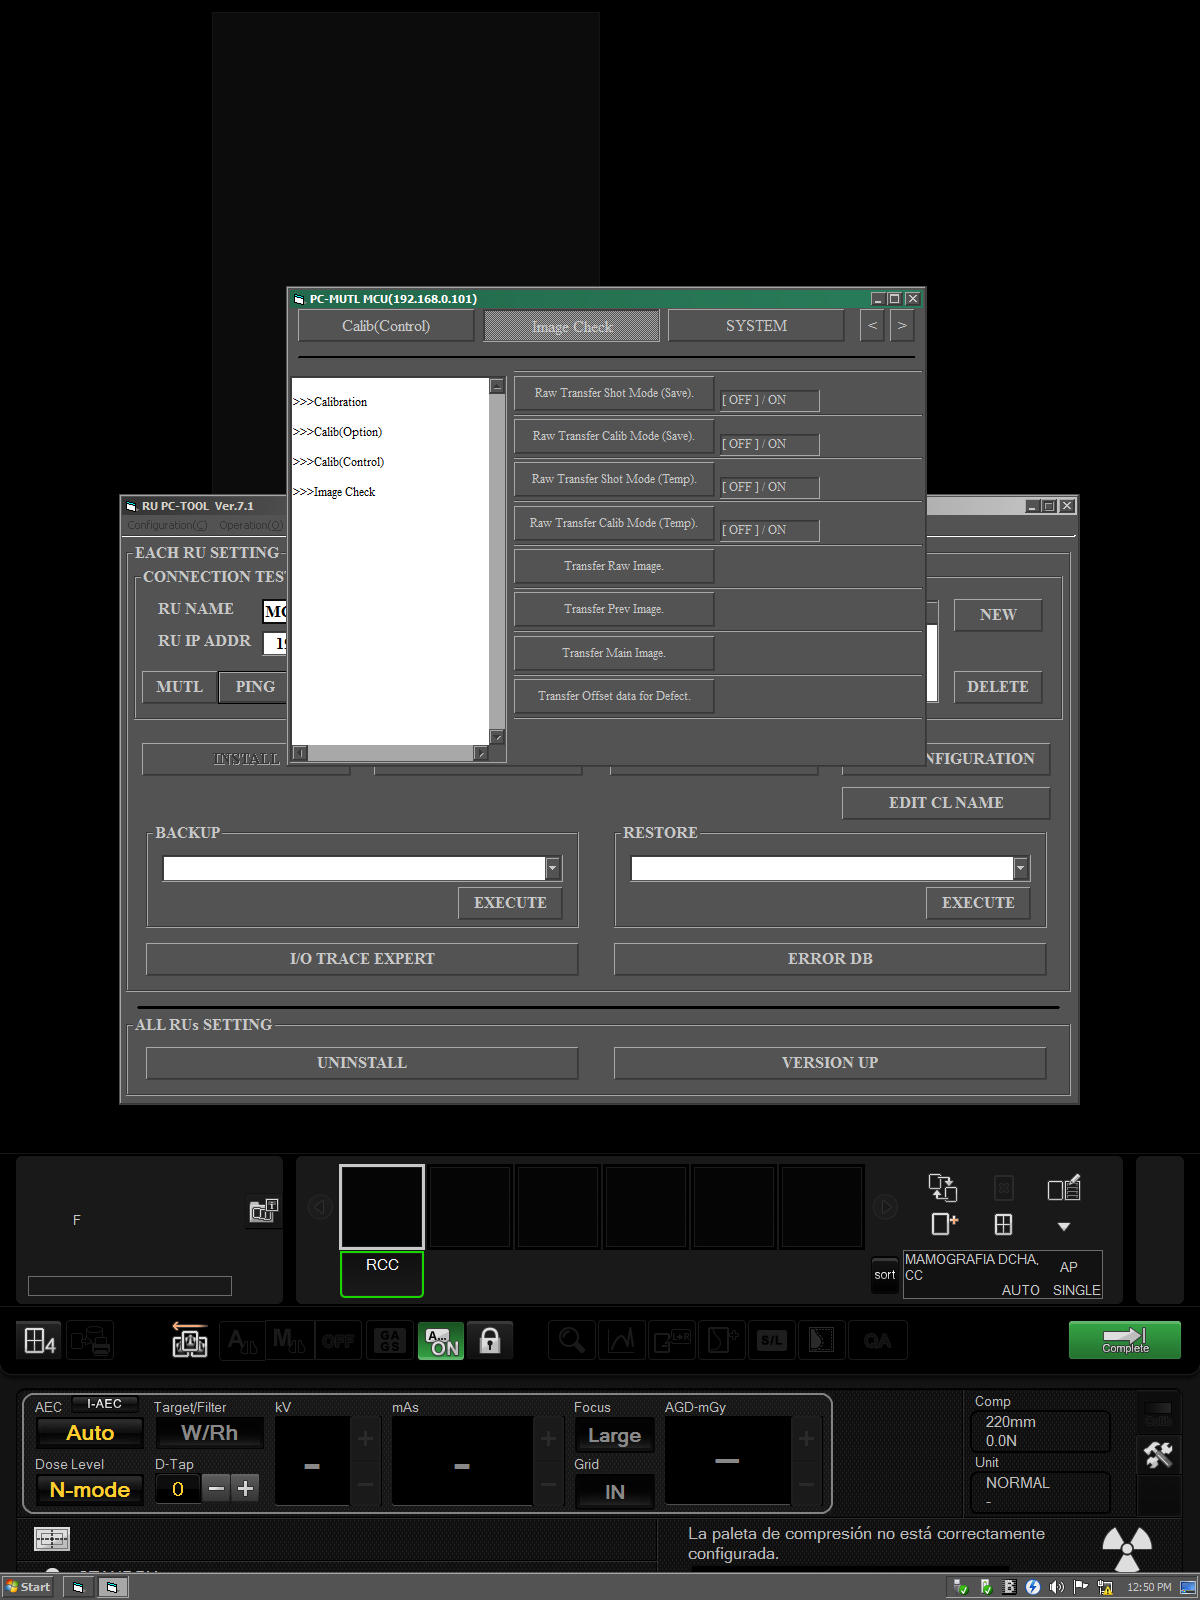 PC-MUTL MCU(192.168.0.101)
Calib(Control)
Image Check
SYSTEM
<
>
>>>Calibration
>>>Calib(Option)
>>>Calib(Control)
>>>Image Check
Raw Transfer Shot Mode (Save).
[ OFF ] / ON
Raw Transfer Calib Mode (Save).
[ OFF ] / ON
Raw Transfer Shot Mode (Temp).
[ OFF ] / ON
Raw Transfer Calib Mode (Temp).
[ OFF ] / ON
Transfer Raw Image.
Transfer Prev Image.
Transfer Main Image.
Transfer Offset data for Defect.
RU PC-TOOL Ver.7.1
Configuration(C) Operation(O)
EACH RU SETTING
CONNECTION TES
RU NAME
RU IP ADDR
MUTL
PING
NEW
DELETE
INSTALL
NFIGURATION
EDIT CL NAME
BACKUP
EXECUTE
RESTORE
EXECUTE
I/O TRACE EXPERT
ERROR DB
ALL RUs SETTING
UNINSTALL
VERSION UP
F
RCC
sort
MAMOGRAFIA DCHA, CC
AP
AUTO
SINGLE
4
A
M
OFF
GA
GS
A...
ON
L→R
S/L
QA
Complete
AEC
I-AEC
Auto
Target/Filter
W/Rh
kV
–
mAs
–
Focus
Large
AGD-mGy
—
Dose Level
N-mode
D-Tap
0
Grid
IN
Comp
220mm
0.0N
Unit
NORMAL
-
La paleta de compresión no está correctamente
configurada.
Start
12:50 PM